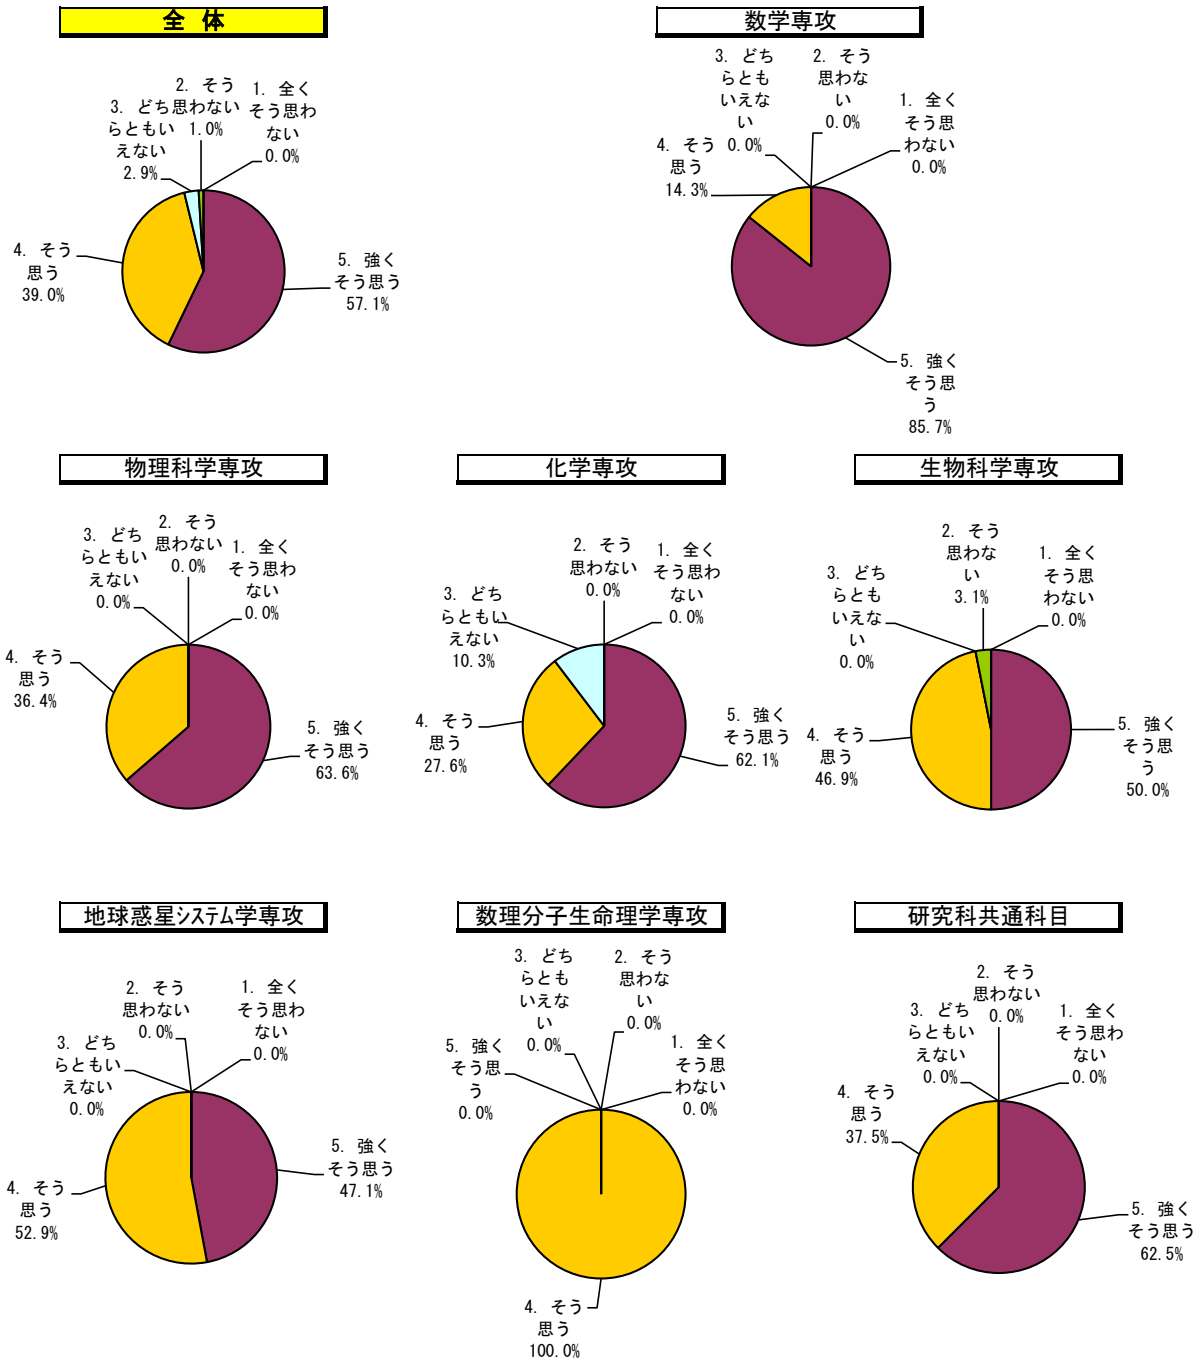 全 体
2. そう
思わない
1.0%
1. 全く
そう思わ
ない
0.0%
3. どち
らともい
えない
2.9%
4. そう
思う
39.0%
5. 強く
そう思う
57.1%
数学専攻
3. どち
らとも
いえな
い
0.0%
2. そう
思わな
い
0.0%
1. 全く
そう思
わない
0.0%
4. そう
思う
14.3%
5. 強く
そう思
う
85.7%
物理科学専攻
3. どち
らともい
えない
0.0%
2. そう
思わない
0.0%
1. 全く
そう思わ
ない
0.0%
4. そう
思う
36.4%
5. 強く
そう思う
63.6%
化学専攻
2. そう
思わない
0.0%
1. 全く
そう思わ
ない
0.0%
3. どち
らともい
えない
10.3%
4. そう
思う
27.6%
5. 強く
そう思う
62.1%
生物科学専攻
2. そう
思わな
い
3.1%
1. 全く
そう思
わない
0.0%
3. どち
らとも
いえな
い
0.0%
4. そう
思う
46.9%
5. 強く
そう思
う
50.0%
地球惑星システム学専攻
2. そう
思わない
0.0%
1. 全く
そう思わ
ない
0.0%
3. どち
らともい
えない
0.0%
4. そう
思う
52.9%
5. 強く
そう思う
47.1%
数理分子生命理学専攻
3. どち
らとも
いえな
い
0.0%
2. そう
思わな
い
0.0%
5. 強く
そう思
う
0.0%
1. 全く
そう思
わない
0.0%
4. そう
思う
100.0%
研究科共通科目
2. そう
思わない
0.0%
3. どち
らともい
えない
0.0%
1. 全く
そう思わ
ない
0.0%
4. そう
思う
37.5%
5. 強く
そう思う
62.5%